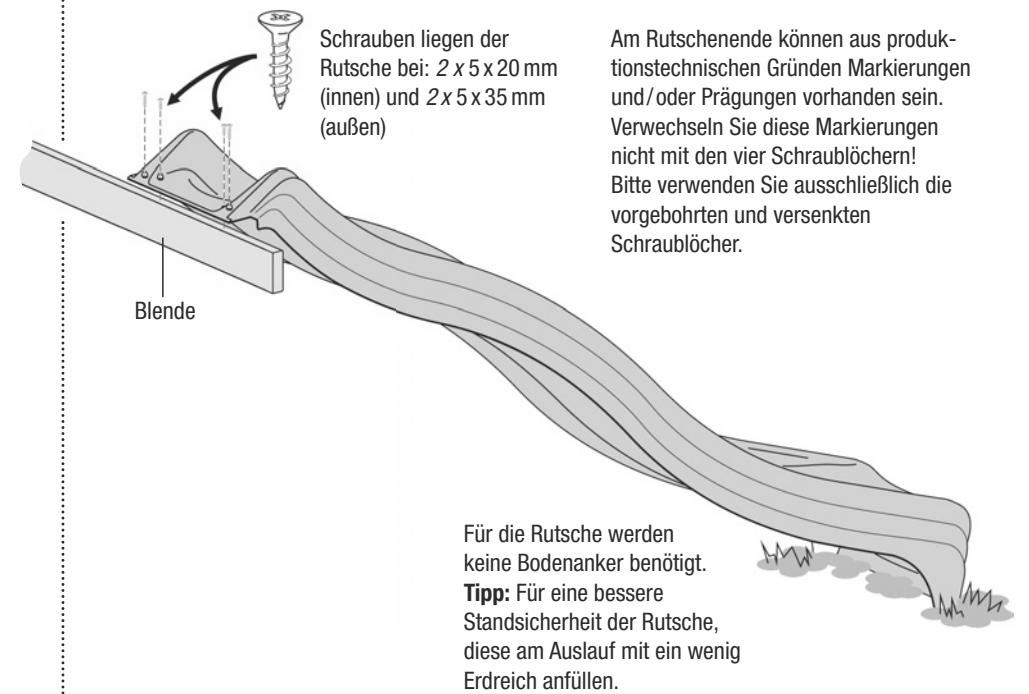 Schrauben liegen der
Rutsche bei: 2 x 5 x 20 mm
(innen) und 2 x 5 x 35 mm
(außen)
Am Rutschenende können aus produk-
tionstechnischen Gründen Markierungen
und/oder Prägungen vorhanden sein.
Verwechseln Sie diese Markierungen
nicht mit den vier Schraublöchern!
Bitte verwenden Sie ausschließlich die
vorgebohrten und versenkten
Schraublöcher.
Blende
Für die Rutsche werden
keine Bodenanker benötigt.
Tipp: Für eine bessere
Standsicherheit der Rutsche,
diese am Auslauf mit ein wenig
Erdreich anfüllen.